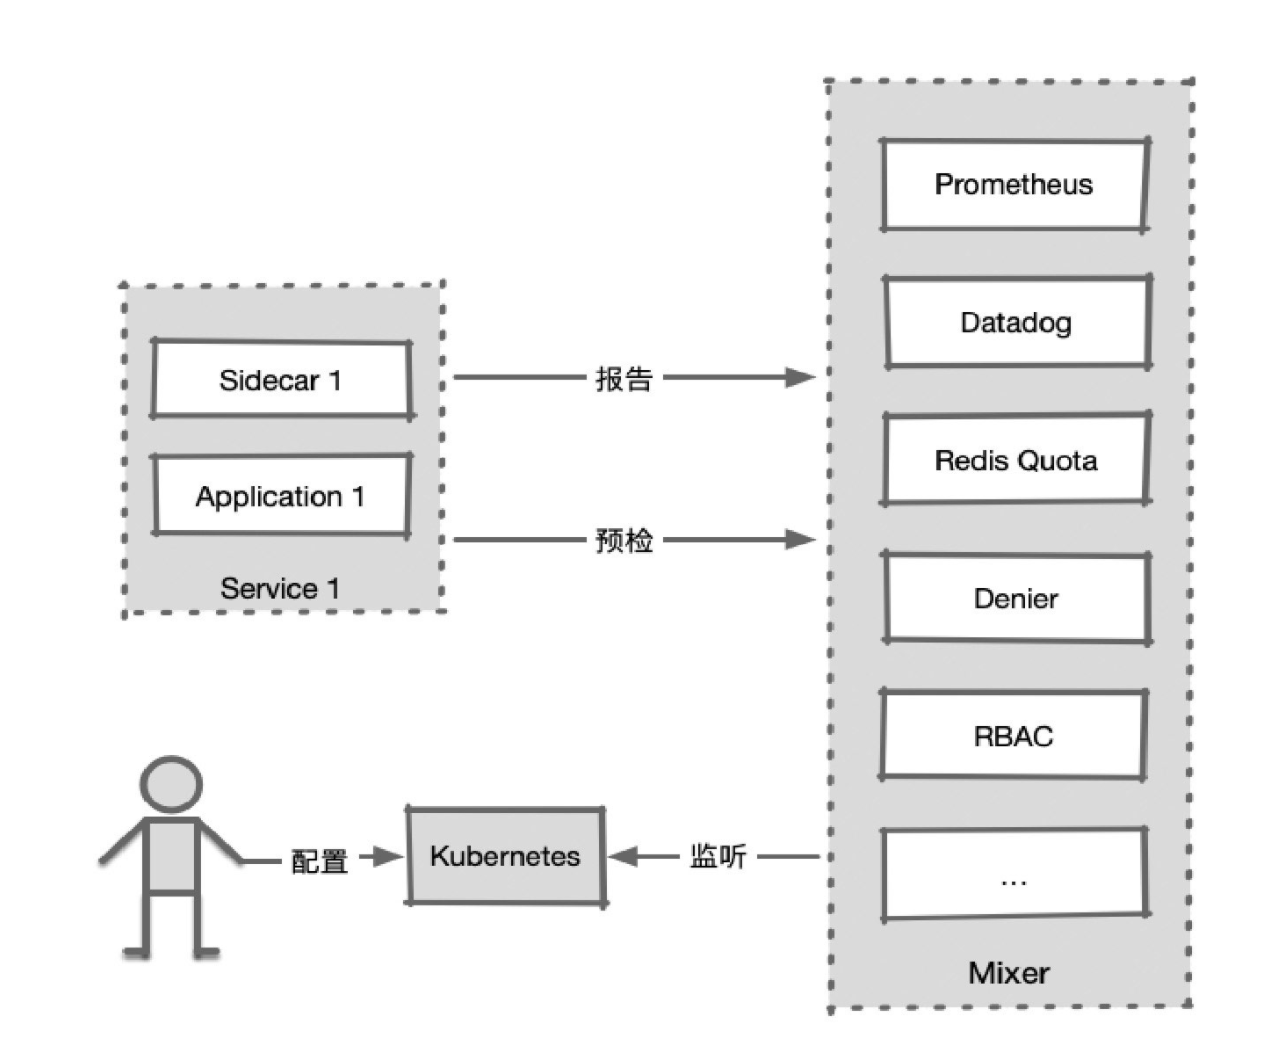 Prometheus
Datadog
Sidecar 1
报告
Redis Quota
Application 1
预检
Service 1
Denier
RBAC
配置
Kubernetes
监听
...
Mixer